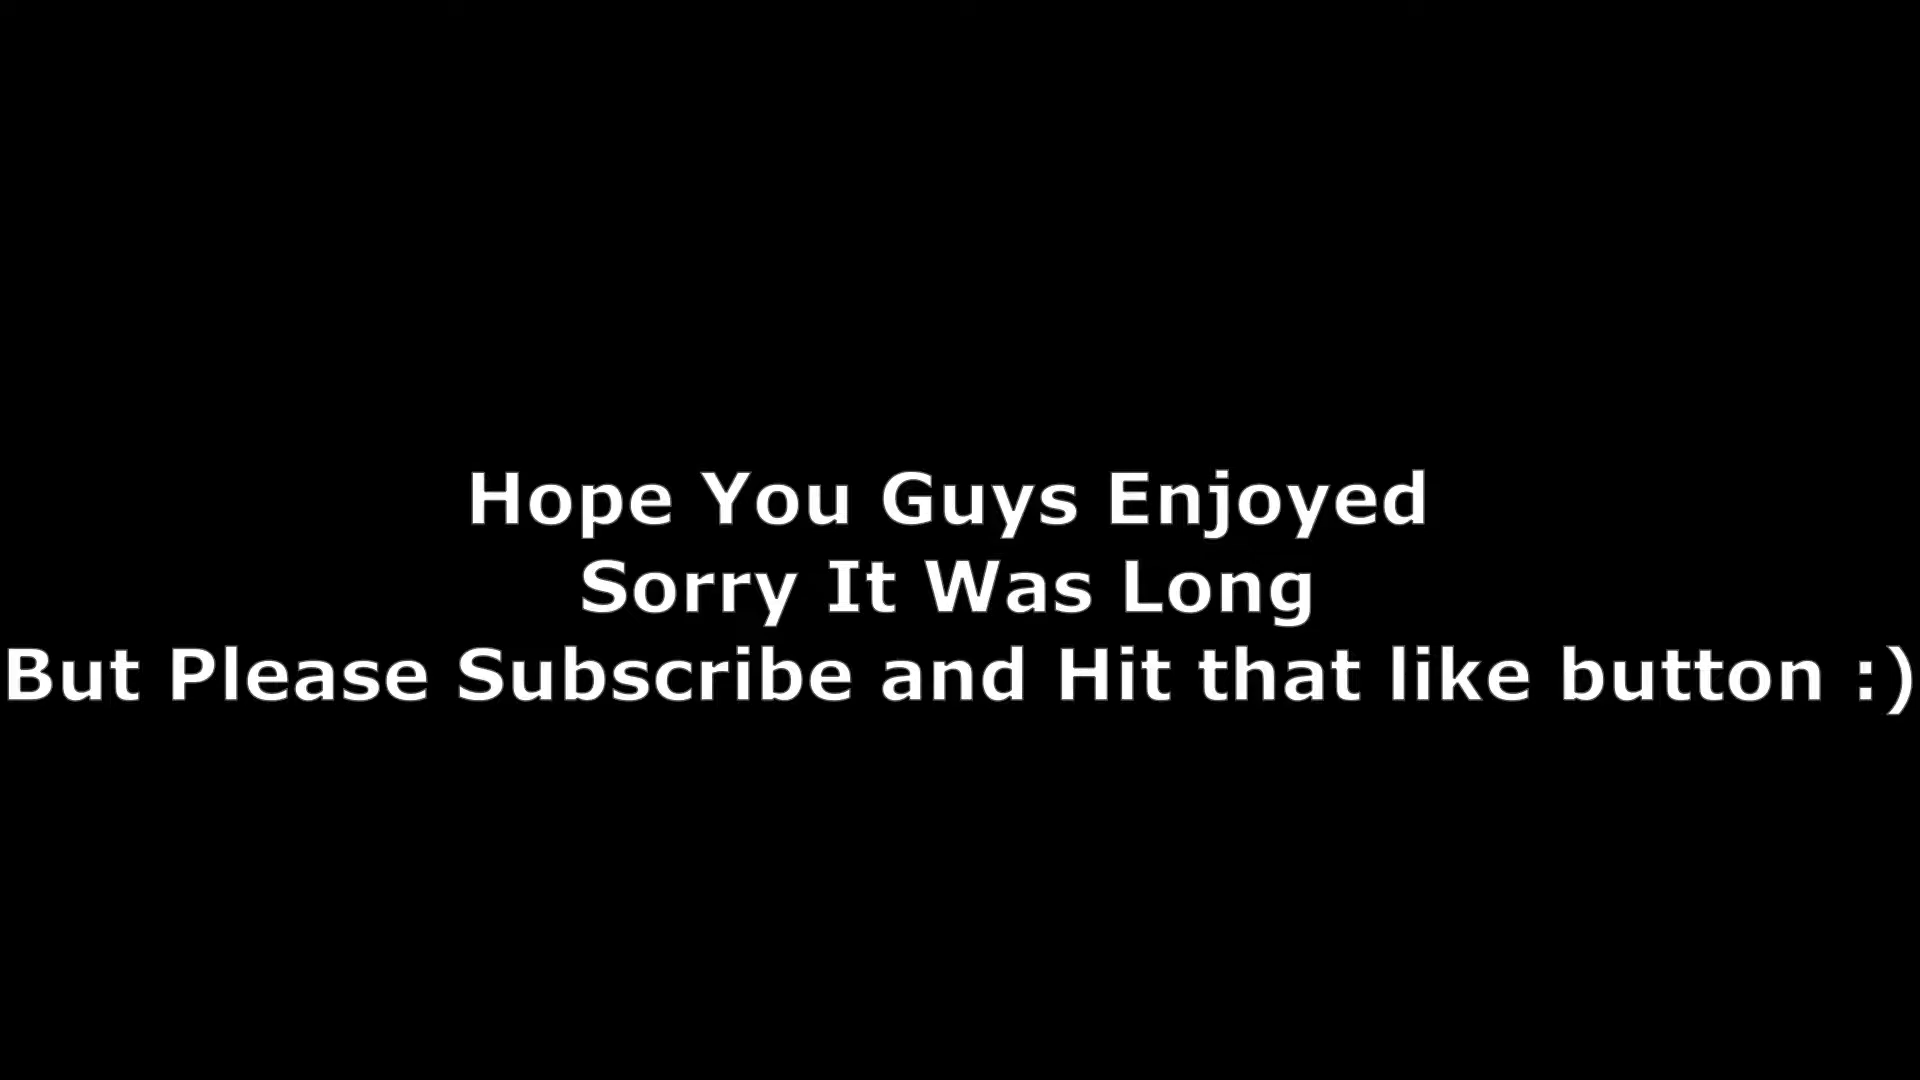 Hope You Guys Enjoyed
Sorry It Was Long
But Please Subscribe and Hit that like button :)